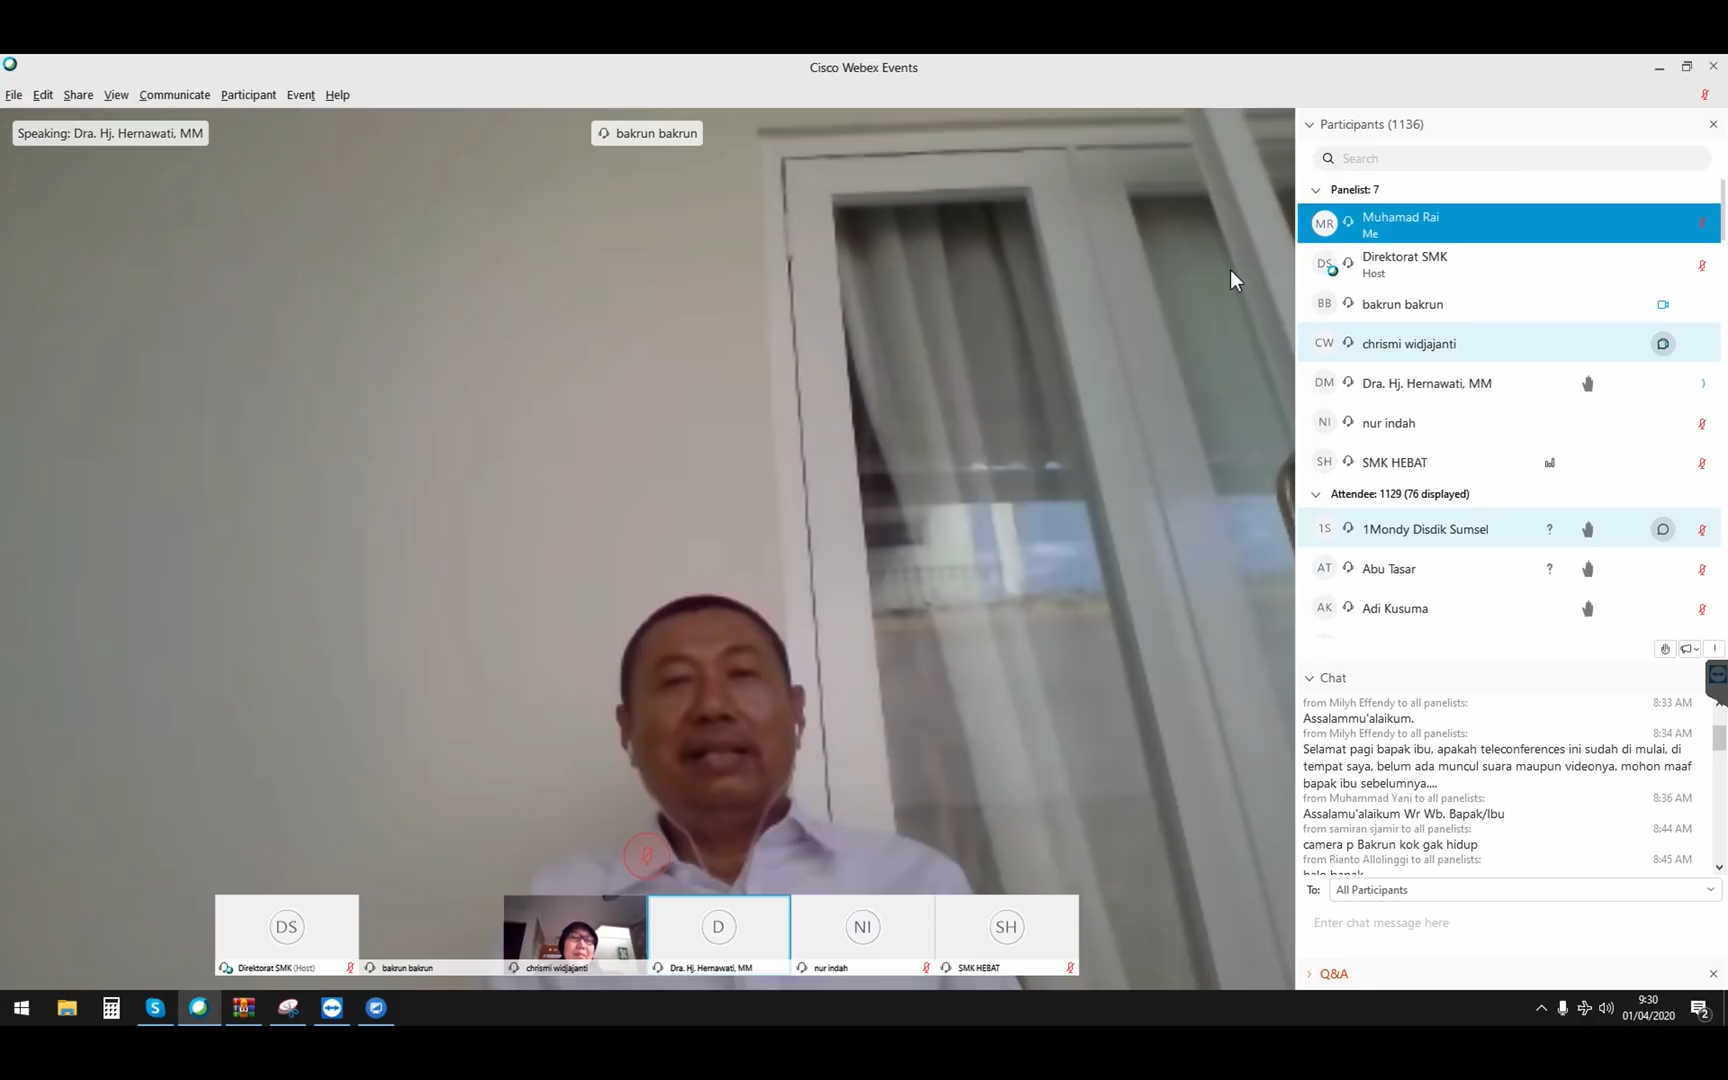 Cisco Webex Events
File Edit Share View Communicate Participant Event Help
Speaking: Dra. Hj. Hernawati, MM
bakrun bakrun
Participants (1136)
Search
Panelist: 7
MR Muhamad Rai
Me
DS Direktorat SMK
Host
BB bakrun bakrun
CW chrismi widjajanti
DM Dra. Hj. Hernawati, MM
NI nur indah
SH SMK HEBAT
Attendee: 1129 (76 displayed)
1S 1Mondy Disdik Sumsel ?
AT Abu Tasar ?
AK Adi Kusuma
Chat
from Milyh Effendy to all panelists: 8:33 AM
Assalammu'alaikum.
from Milyh Effendy to all panelists: 8:34 AM
Selamat pagi bapak ibu, apakah teleconferences ini sudah di mulai, di
tempat saya, belum ada muncul suara maupun videonya. mohon maaf
bapak ibu sebelumnya....
from Muhammad Yani to all panelists: 8:36 AM
Assalamu'alaikum Wr Wb. Bapak/Ibu
from samiran sjamir to all panelists: 8:44 AM
camera p Bakrun kok gak hidup
from Rianto Allolinggi to all panelists: 8:45 AM
halo bapak
To: All Participants
Enter chat message here
Q&A
DS
D
NI
SH
Direktorat SMK (Host)
bakrun bakrun
chrismi widjajanti
Dra. Hj. Hernawati, MM
nur indah
SMK HEBAT
9:30
01/04/2020
2